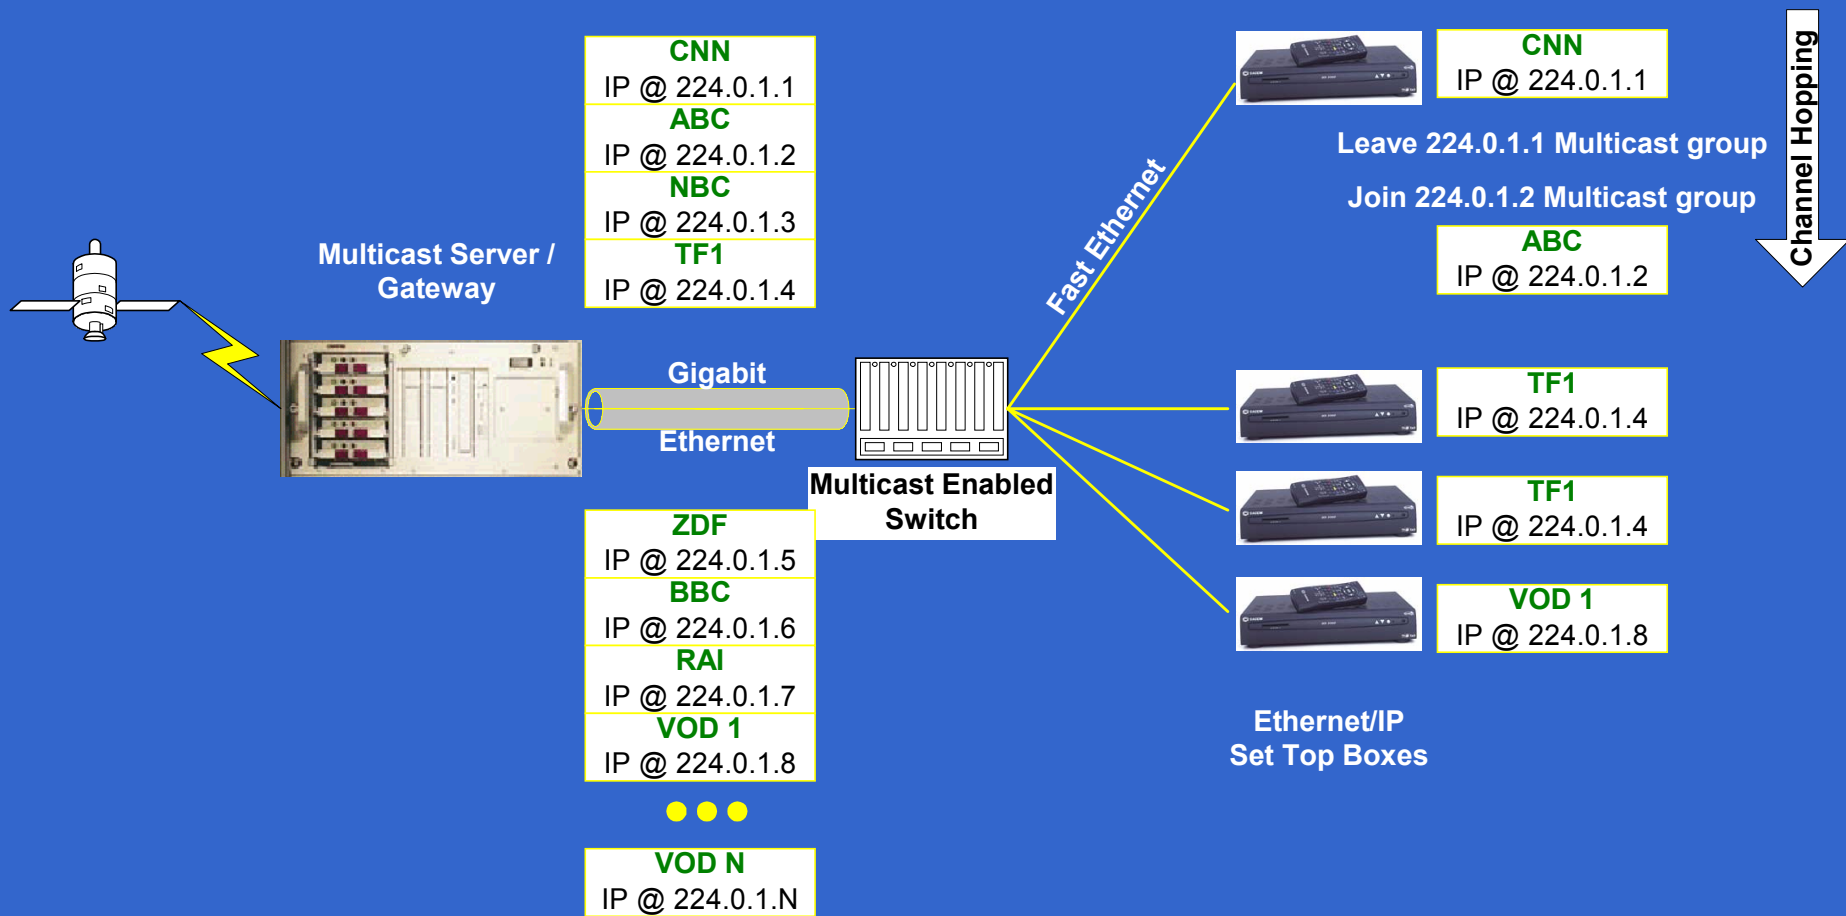 CNN
IP @ 224.0.1.1
ABC
IP @ 224.0.1.2
NBC
IP @ 224.0.1.3
TF1
IP @ 224.0.1.4
Multicast Server /
Gateway
Gigabit
Ethernet
Multicast Enabled
Switch
ZDF
IP @ 224.0.1.5
BBC
IP @ 224.0.1.6
RAI
IP @ 224.0.1.7
VOD 1
IP @ 224.0.1.8
VOD N
IP @ 224.0.1.N
Fast Ethernet
CNN
IP @ 224.0.1.1
Leave 224.0.1.1 Multicast group
Join 224.0.1.2 Multicast group
ABC
IP @ 224.0.1.2
Channel Hopping
TF1
IP @ 224.0.1.4
TF1
IP @ 224.0.1.4
VOD 1
IP @ 224.0.1.8
Ethernet/IP
Set Top Boxes